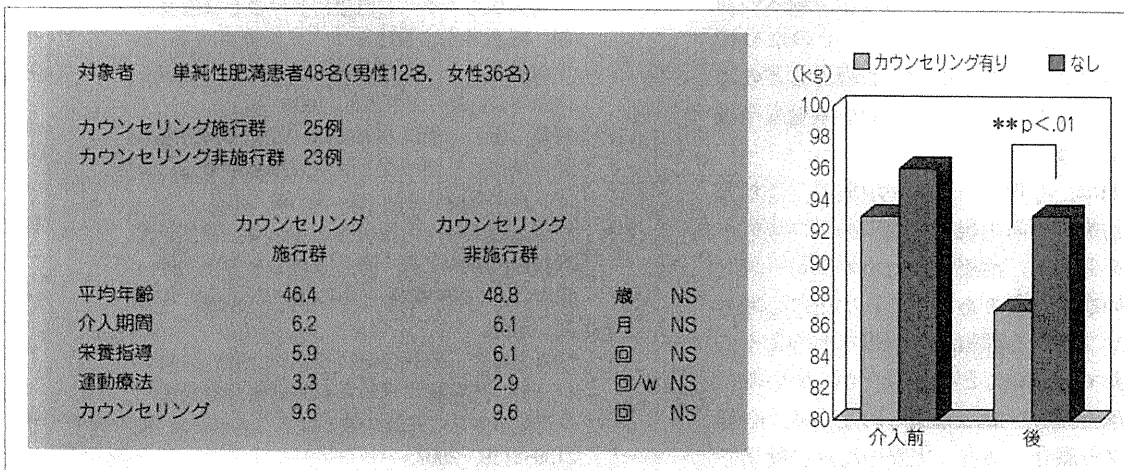 対象者 単純性肥満患者48名(男性12名, 女性36名)
カウンセリング施行群 25例
カウンセリング非施行群 23例
カウンセリング カウンセリング
施行群 非施行群
平均年齢 46.4 48.8 歳 NS
介入期間 6.2 6.1 月 NS
栄養指導 5.9 6.1 回 NS
運動療法 3.3 2.9 回/w NS
カウンセリング 9.6 9.6 回 NS
(kg) カウンセリング有り なし
100
98
96
94
92
90
88
86
84
82
80
**p<.01
介入前 後